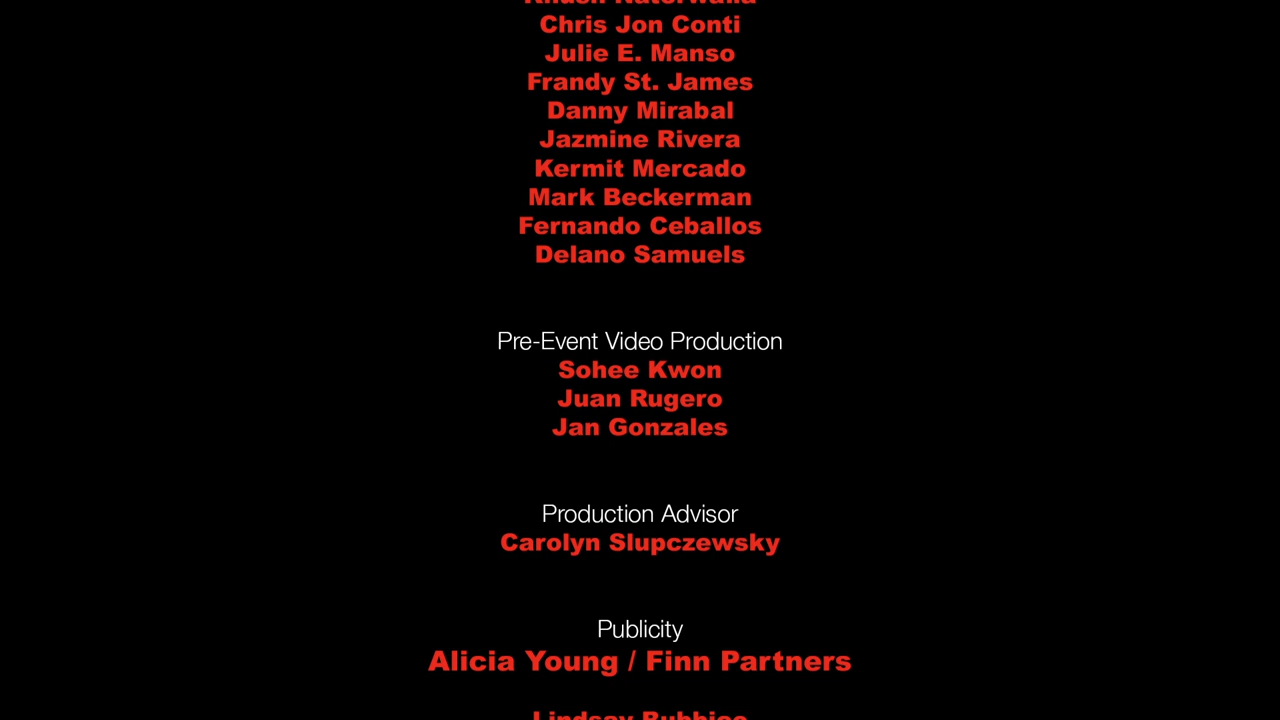 Chris Jon Conti
Julie E. Manso
Frandy St. James
Danny Mirabal
Jazmine Rivera
Kermit Mercado
Mark Beckerman
Fernando Ceballos
Delano Samuels
Pre-Event Video Production
Sohee Kwon
Juan Rugero
Jan Gonzales
Production Advisor
Carolyn Slupczewsky
Publicity
Alicia Young / Finn Partners
Lindsay